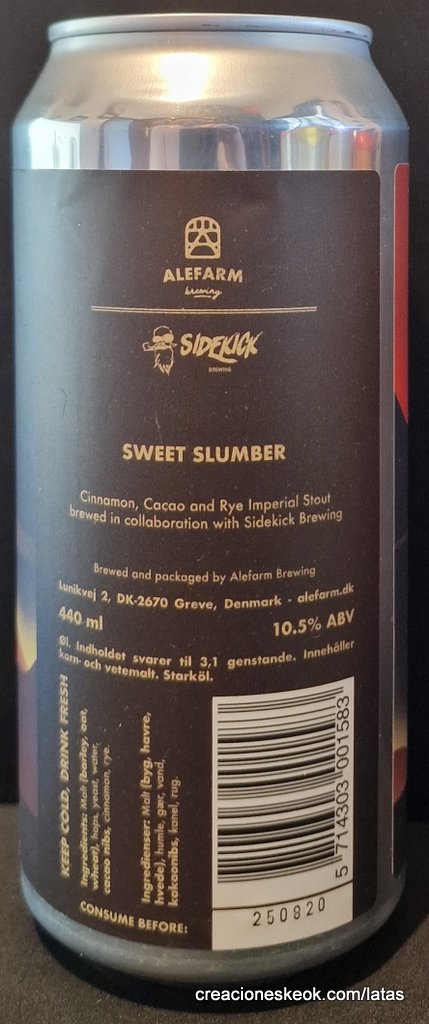 ALEFARM
brewing
SIDEKICK
BREWING
SWEET SLUMBER
Cinnamon, Cacao and Rye Imperial Stout
brewed in collaboration with Sidekick Brewing
Brewed and packaged by Alefarm Brewing
Lunikvej 2, DK-2670 Greve, Denmark - alefarm.dk
440 ml
10.5% ABV
Øl. Indholdet svarer til 3,1 genstande. Innehåller
korn- och vetemalt. Starköl.
KEEP COLD, DRINK FRESH
Ingredients: Malt (barley oat,
wheat), hops, yeast, water,
cacao nibs, cinnamon, rye.
Ingredienser: Malt (byg, havre,
hvede), humle, gær, vand,
kakaonibs, kanel, rug.
5 714303 001583
CONSUME BEFORE:
250820
creacioneskeok.com/latas